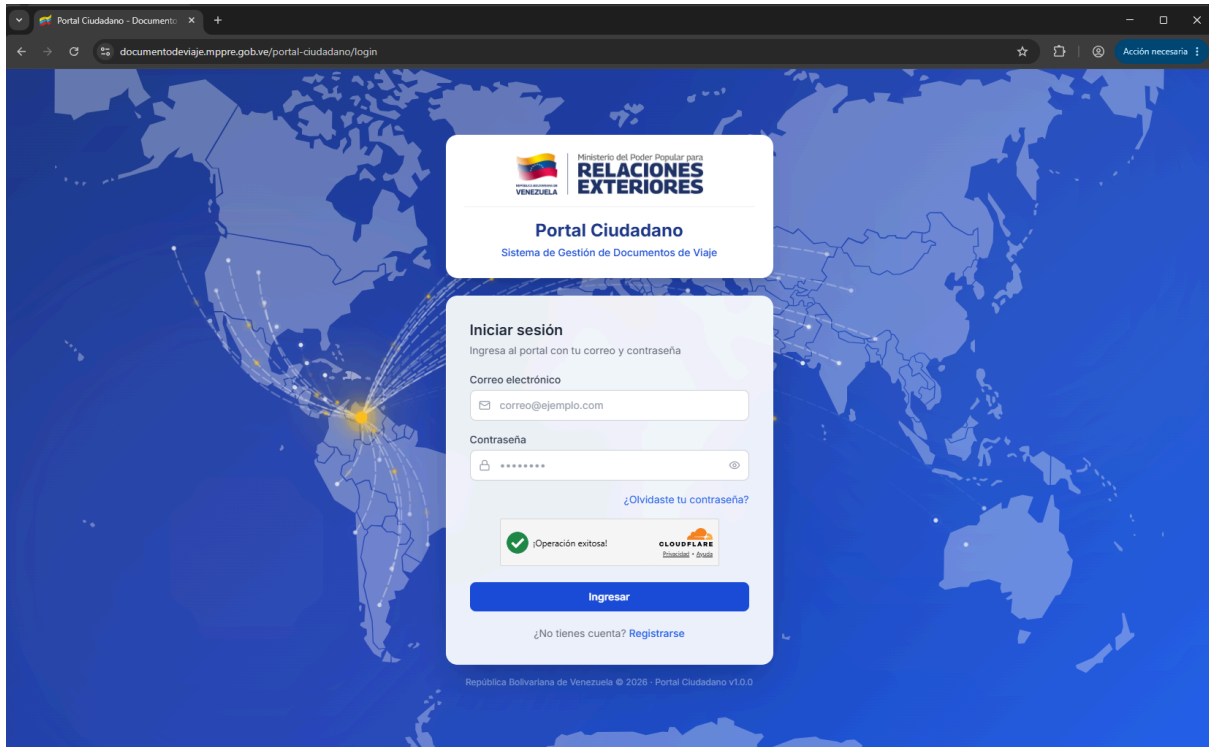 Portal Ciudadano - Documento
documentodeviaje.mppre.gob.ve/portal-ciudadano/login
Acción necesaria
REPÚBLICA BOLIVARIANA DE
VENEZUELA
Ministerio del Poder Popular para
RELACIONES
EXTERIORES
Portal Ciudadano
Sistema de Gestión de Documentos de Viaje
Iniciar sesión
Ingresa al portal con tu correo y contraseña
Correo electrónico
correo@ejemplo.com
Contraseña
••••••••
¿Olvidaste tu contraseña?
¡Operación exitosa!
CLOUDFLARE
Privacidad • Ayuda
Ingresar
¿No tienes cuenta? Registrarse
República Bolivariana de Venezuela © 2026 · Portal Ciudadano v1.0.0